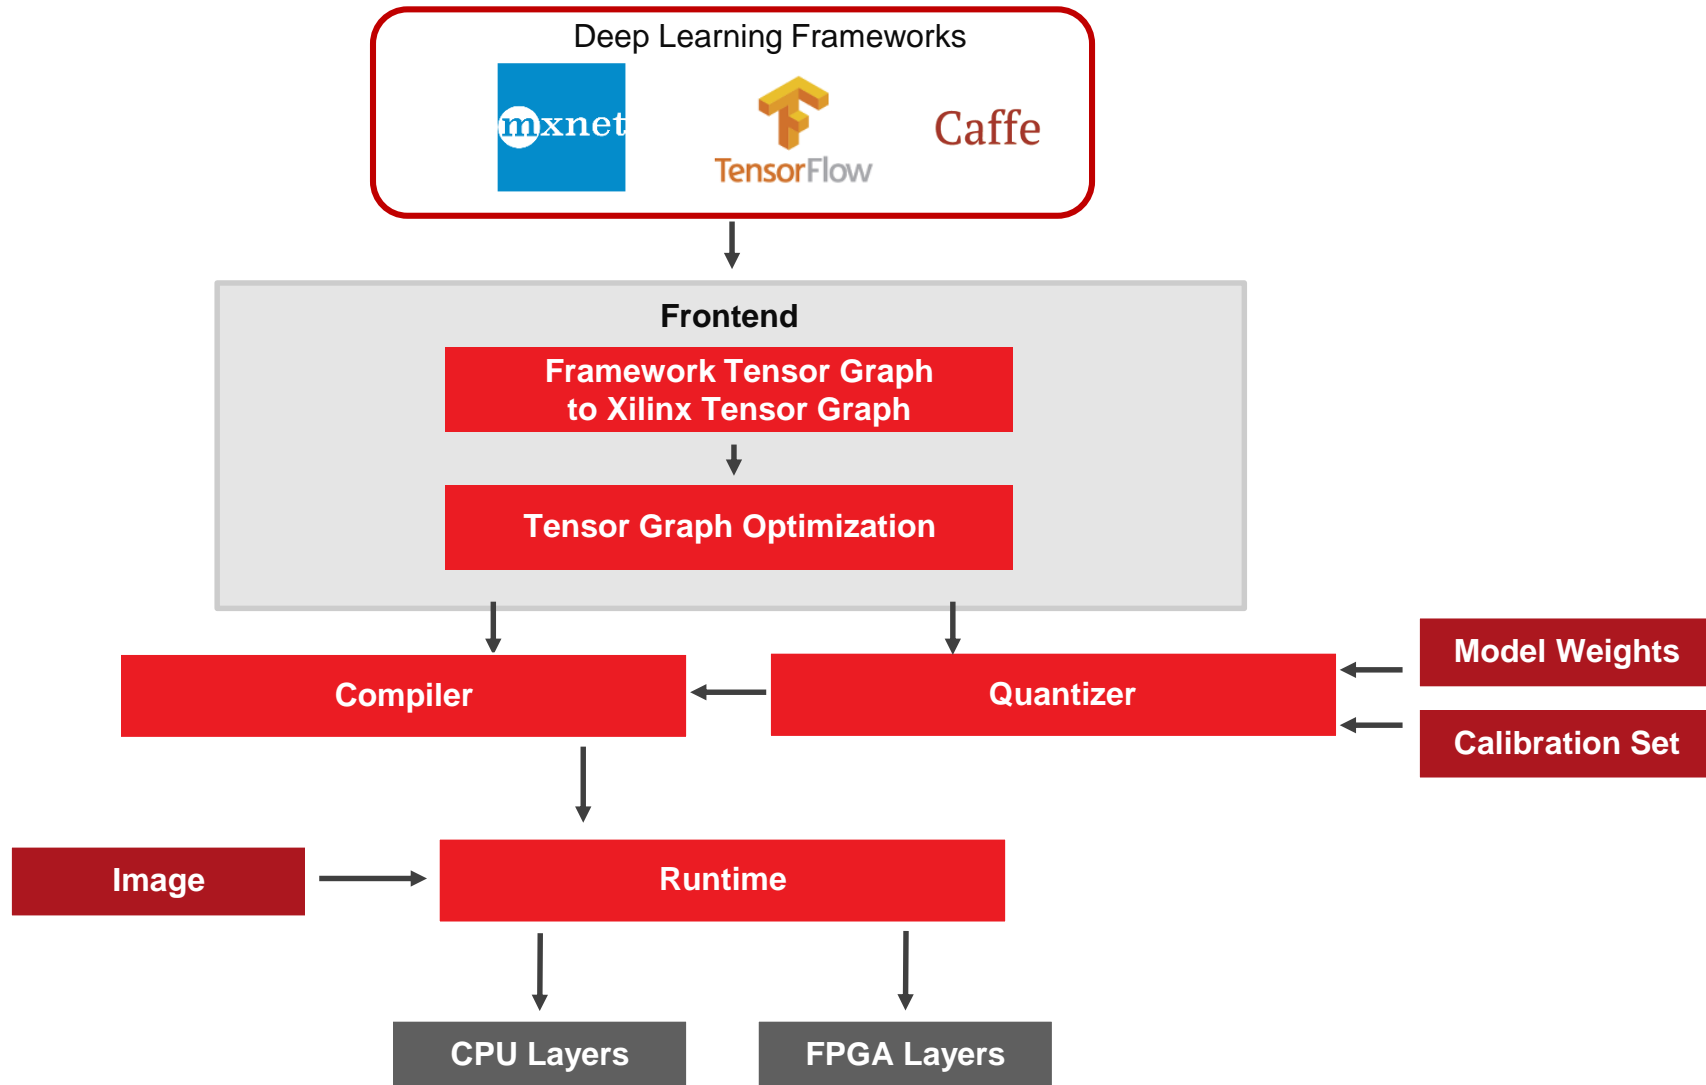 Deep Learning Frameworks
mxnet
TensorFlow
Caffe
Frontend
Framework Tensor Graph
to Xilinx Tensor Graph
Tensor Graph Optimization
Compiler
Quantizer
Model Weights
Calibration Set
Image
Runtime
CPU Layers
FPGA Layers